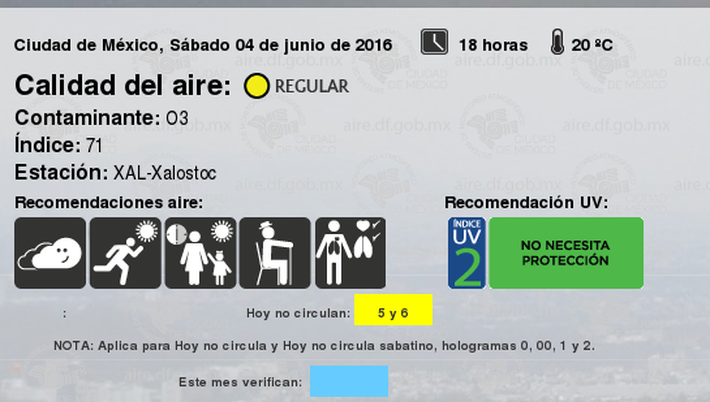 Ciudad de México, Sábado 04 de junio de 2016 18 horas 20 ºC
Calidad del aire: REGULAR
Contaminante: O3
Índice: 71
Estación: XAL-Xalostoc
Recomendaciones aire: Recomendación UV:
ÍNDICE
UV
2
NO NECESITA
PROTECCIÓN
: Hoy no circulan: 5 y 6
NOTA: Aplica para Hoy no circula y Hoy no circula sabatino, hologramas 0, 00, 1 y 2.
Este mes verifican:
aire.df.gob.mx
CIUDAD
DE MÉXICO